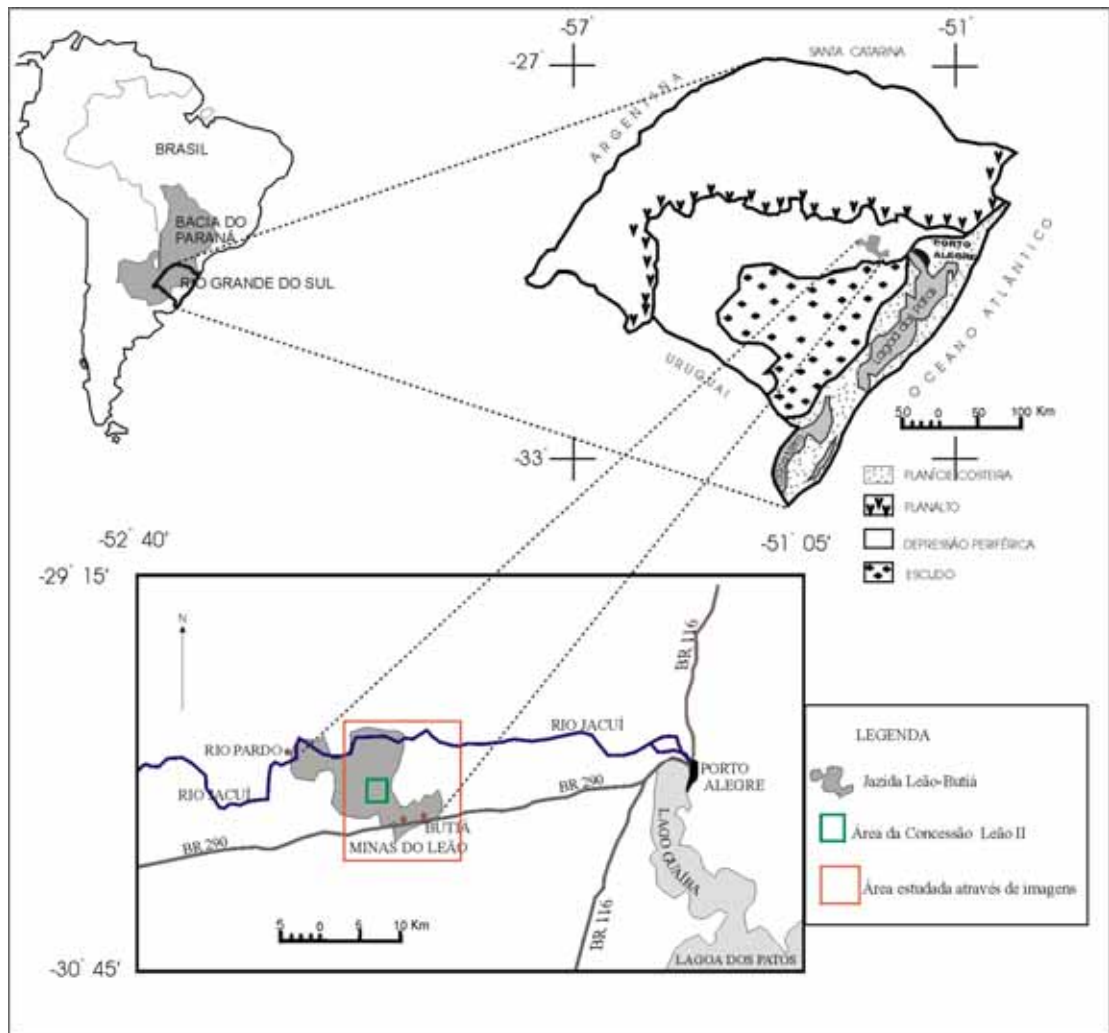 -57°
-51°
-27°
SANTA CATARINA
ARGENTINA
BRASIL
BACIA DO
PARANÁ
RIO GRANDE DO SUL
PORTO
ALEGRE
Lagoa dos Patos
OCEANO ATLÂNTICO
URUGUAI
50 0 50 100 Km
-33°
PLANÍCIE COSTEIRA
PLANALTO
DEPRESSÃO PERIFÉRICA
ESCUDO
-52° 40'
-51° 05'
-29° 15'
N
BR 116
RIO JACUÍ
RIO PARDO
RIO JACUÍ
PORTO
ALEGRE
BR 290
BUTIÁ
MINAS DO LEÃO
BR 290
LAGO GUAÍBA
BR 116
5 0 5 10 Km
LAGOA DOS PATOS
-30° 45'
LEGENDA
Jazida Leão-Butiá
Área da Concessão Leão II
Área estudada através de imagens